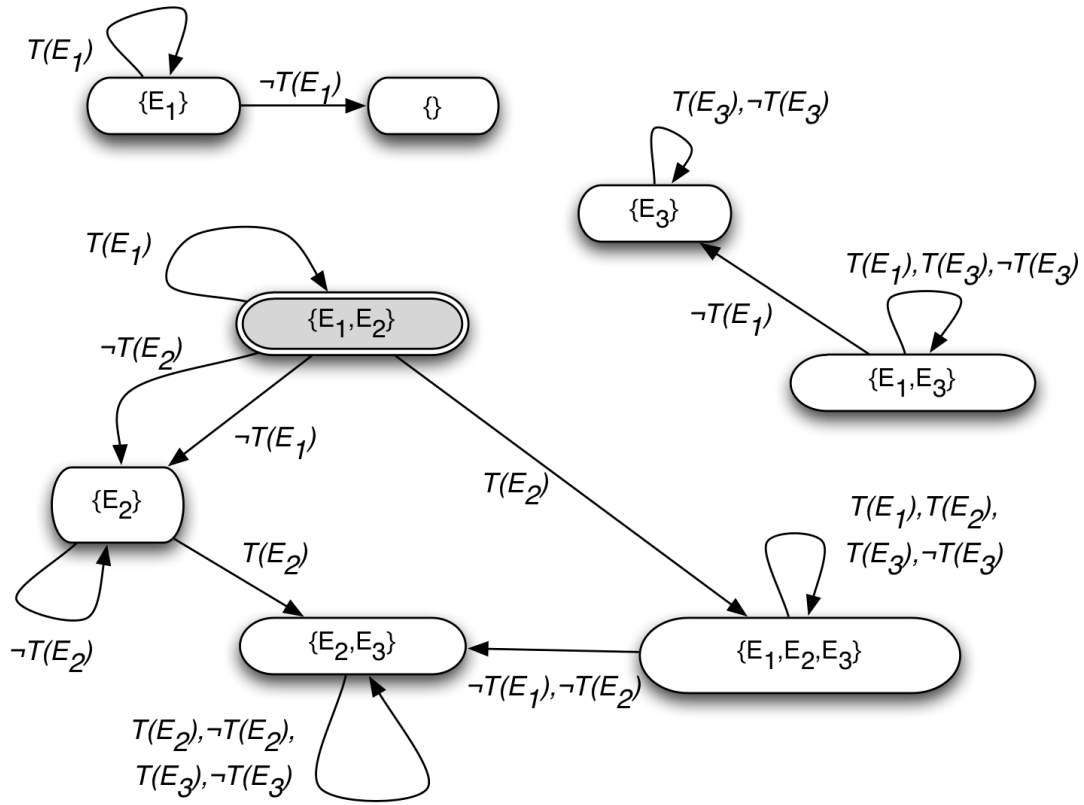 T(E₁)
¬T(E₁)
{E₁}
{}
T(E₃),¬T(E₃)
{E₃}
T(E₁)
T(E₁),T(E₃),¬T(E₃)
¬T(E₁)
{E₁,E₂}
¬T(E₂)
{E₁,E₃}
¬T(E₁)
T(E₂)
{E₂}
T(E₁),T(E₂),
T(E₃),¬T(E₃)
T(E₂)
¬T(E₂)
{E₂,E₃}
{E₁,E₂,E₃}
¬T(E₁),¬T(E₂)
T(E₂),¬T(E₂),
T(E₃),¬T(E₃)